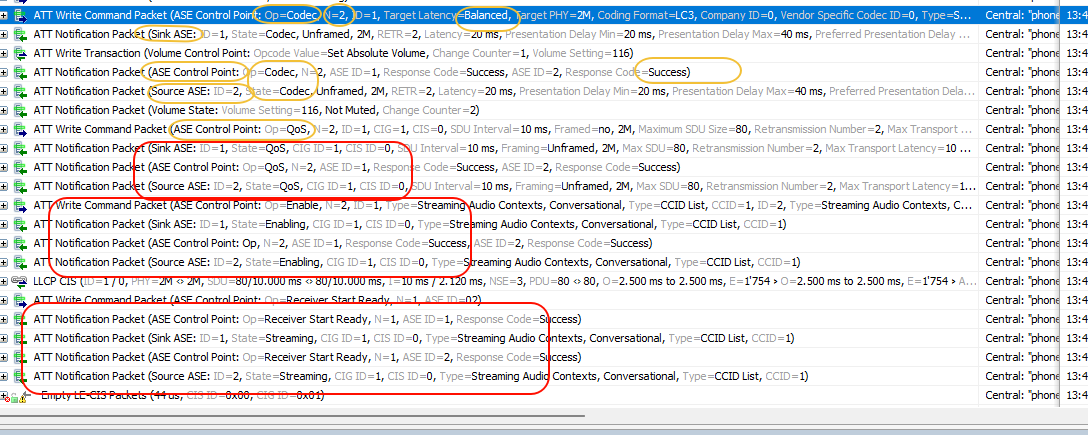 ATT Write Command Packet (ASE Control Point: Op=Codec, N=2, ID=1, Target Latency=Balanced, Target PHY=2M, Coding Format=LC3, Company ID=0, Vendor Specific Codec ID=0, Type=S... Central: "phone 13:4
ATT Notification Packet (Sink ASE: ID=1, State=Codec, Unframed, 2M, RETR=2, Latency=20 ms, Presentation Delay Min=20 ms, Presentation Delay Max=40 ms, Preferred Presentation Delay ... Central: "phone 13:4
ATT Write Transaction (Volume Control Point: Opcode Value=Set Absolute Volume, Change Counter=1, Volume Setting=116) Central: "phone 13:4
ATT Notification Packet (ASE Control Point: Op=Codec, N=2, ASE ID=1, Response Code=Success, ASE ID=2, Response Code=Success) Central: "phone 13:4
ATT Notification Packet (Source ASE: ID=2, State=Codec, Unframed, 2M, RETR=2, Latency=20 ms, Presentation Delay Min=20 ms, Presentation Delay Max=40 ms, Preferred Presentation Dela... Central: "phone 13:4
ATT Notification Packet (Volume State: Volume Setting=116, Not Muted, Change Counter=2) Central: "phone 13:4
ATT Write Command Packet (ASE Control Point: Op=QoS, N=2, ID=1, CIG=1, CIS=0, SDU Interval=10 ms, Framed=no, 2M, Maximum SDU Size=80, Retransmission Number=2, Max Transport ... Central: "phone 13:4
ATT Notification Packet (Sink ASE: ID=1, State=QoS, CIG ID=1, CIS ID=0, SDU Interval=10 ms, Framing=Unframed, 2M, Max SDU=80, Retransmission Number=2, Max Transport Latency=10 ... Central: "phone 13:4
ATT Notification Packet (ASE Control Point: Op=QoS, N=2, ASE ID=1, Response Code=Success, ASE ID=2, Response Code=Success) Central: "phone 13:4
ATT Notification Packet (Source ASE: ID=2, State=QoS, CIG ID=1, CIS ID=0, SDU Interval=10 ms, Framing=Unframed, 2M, Max SDU=80, Retransmission Number=2, Max Transport Latency=1... Central: "phone 13:4
ATT Write Command Packet (ASE Control Point: Op=Enable, N=2, ID=1, Type=Streaming Audio Contexts, Conversational, Type=CCID List, CCID=1, ID=2, Type=Streaming Audio Contexts, C... Central: "phone 13:4
ATT Notification Packet (Sink ASE: ID=1, State=Enabling, CIG ID=1, CIS ID=0, Type=Streaming Audio Contexts, Conversational, Type=CCID List, CCID=1) Central: "phone 13:4
ATT Notification Packet (ASE Control Point: Op, N=2, ASE ID=1, Response Code=Success, ASE ID=2, Response Code=Success) Central: "phone 13:4
ATT Notification Packet (Source ASE: ID=2, State=Enabling, CIG ID=1, CIS ID=0, Type=Streaming Audio Contexts, Conversational, Type=CCID List, CCID=1) Central: "phone 13:4
LLCP CIS (ID=1 / 0, PHY=2M <> 2M, SDU=80/10.000 ms <> 80/10.000 ms, I=10 ms / 2.120 ms, NSE=3, PDU=80 <> 80, O=2.500 ms to 2.500 ms, E=1'754 > O=2.500 ms to 2.500 ms, E=1'754 > A... Central: "phone 13:4
ATT Write Command Packet (ASE Control Point: Op=Receiver Start Ready, N=1, ASE ID=02) Central: "phone 13:4
ATT Notification Packet (ASE Control Point: Op=Receiver Start Ready, N=1, ASE ID=1, Response Code=Success) Central: "phone 13:4
ATT Notification Packet (Sink ASE: ID=1, State=Streaming, CIG ID=1, CIS ID=0, Type=Streaming Audio Contexts, Conversational, Type=CCID List, CCID=1) Central: "phone 13:4
ATT Notification Packet (ASE Control Point: Op=Receiver Start Ready, N=1, ASE ID=2, Response Code=Success) Central: "phone 13:4
ATT Notification Packet (Source ASE: ID=2, State=Streaming, CIG ID=1, CIS ID=0, Type=Streaming Audio Contexts, Conversational, Type=CCID List, CCID=1) Central: "phone 13:4
Empty LE-CIS Packets (44 us, CIS ID=0x00, CIG ID=0x01) Central: "phone 13:4